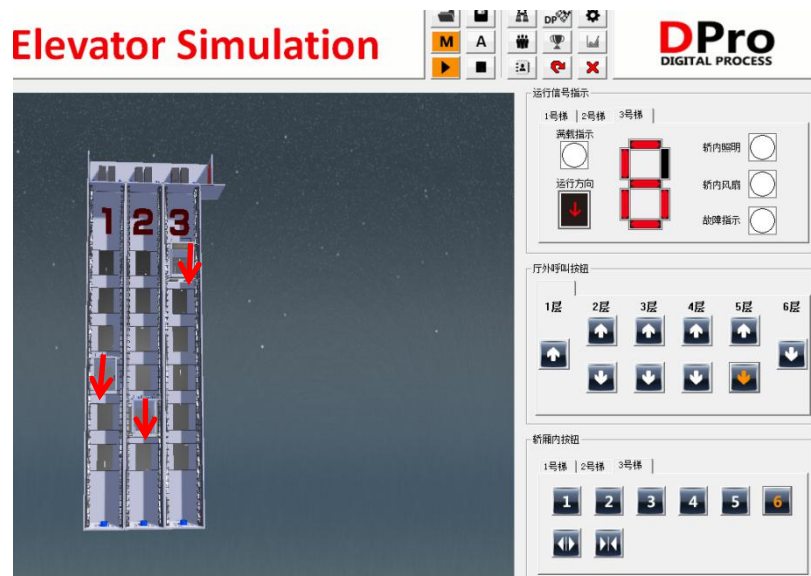 Elevator Simulation
DP
M A
DPro
DIGITAL PROCESS
运行信号指示
1号梯 2号梯 3号梯
满载指示
轿内照明
运行方向
轿内风扇
故障指示
1 2 3
厅外呼叫按钮
1层 2层 3层 4层 5层 6层
轿厢内按钮
1号梯 2号梯 3号梯
1 2 3 4 5 6